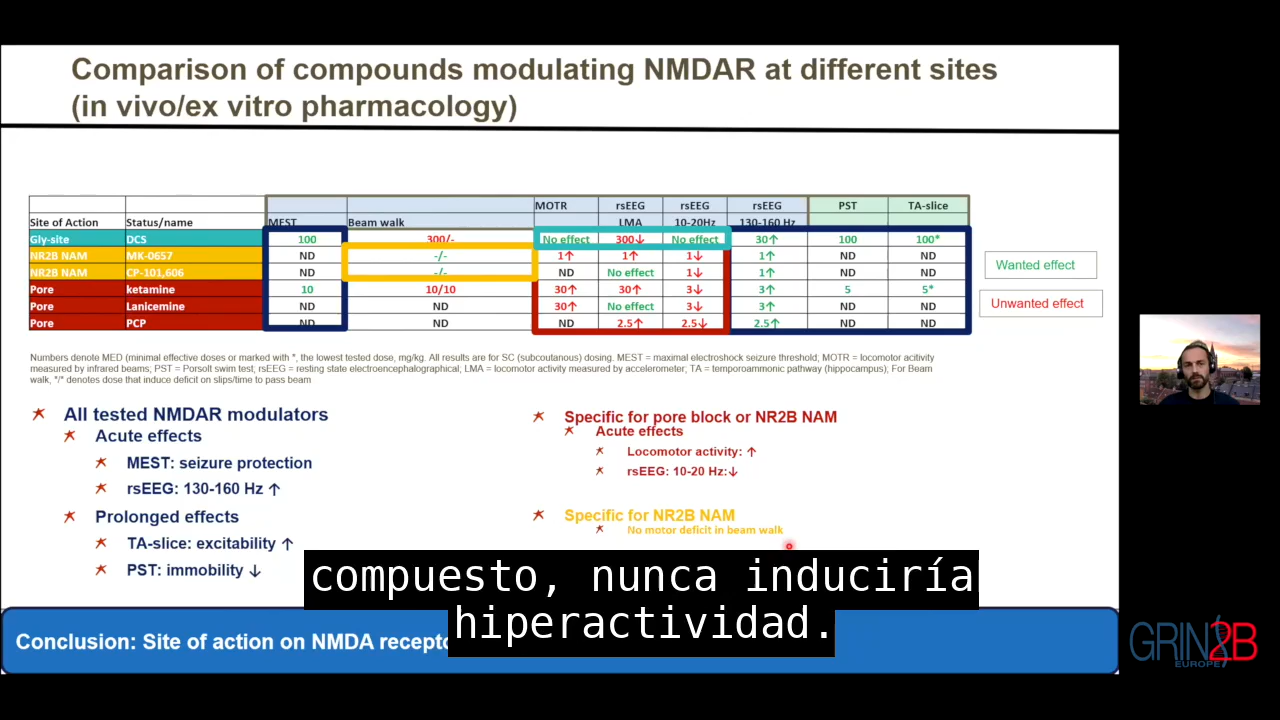 Comparison of compounds modulating NMDAR at different sites
(in vivo/ex vitro pharmacology)
MOTR rsEEG rsEEG rsEEG PST TA-slice
Site of Action Status/name MEST Beam walk LMA 10-20Hz 130-160 Hz
Gly-site DCS 100 300/- No effect 300↓ No effect 30↑ 100 100*
NR2B NAM MK-0657 ND -/- 1↑ 1↑ 1↓ 1↑ ND ND
NR2B NAM CP-101,606 ND -/- ND No effect 1↓ 1↑ ND ND
Pore ketamine 10 10/10 30↑ 30↑ 3↓ 3↑ 5 5*
Pore Lanicemine ND ND 30↑ No effect 3↓ 3↑ ND ND
Pore PCP ND ND ND 2.5↑ 2.5↓ 2.5↑ ND ND
Wanted effect
Unwanted effect
Numbers denote MED (minimal effective doses or marked with *, the lowest tested dose, mg/kg. All results are for SC (subcoutanous) dosing. MEST = maximal electroshock seizure threshold; MOTR = locomotor acitivity
measured by infrared beams; PST = Porsolt swim test; rsEEG = resting state electroencephalographical; LMA = locomotor activity measured by accelerometer; TA = temporoammonic pathway (hippocampus); For Beam
walk, */* denotes dose that induce deficit on slips/time to pass beam
All tested NMDAR modulators
Acute effects
MEST: seizure protection
rsEEG: 130-160 Hz ↑
Prolonged effects
TA-slice: excitability ↑
PST: immobility ↓
Specific for pore block or NR2B NAM
Acute effects
Locomotor activity: ↑
rsEEG: 10-20 Hz:↓
Specific for NR2B NAM
No motor deficit in beam walk
compuesto, nunca induciría
hiperactividad.
Conclusion: Site of action on NMDA recepto
GRIN2B
EUROPE